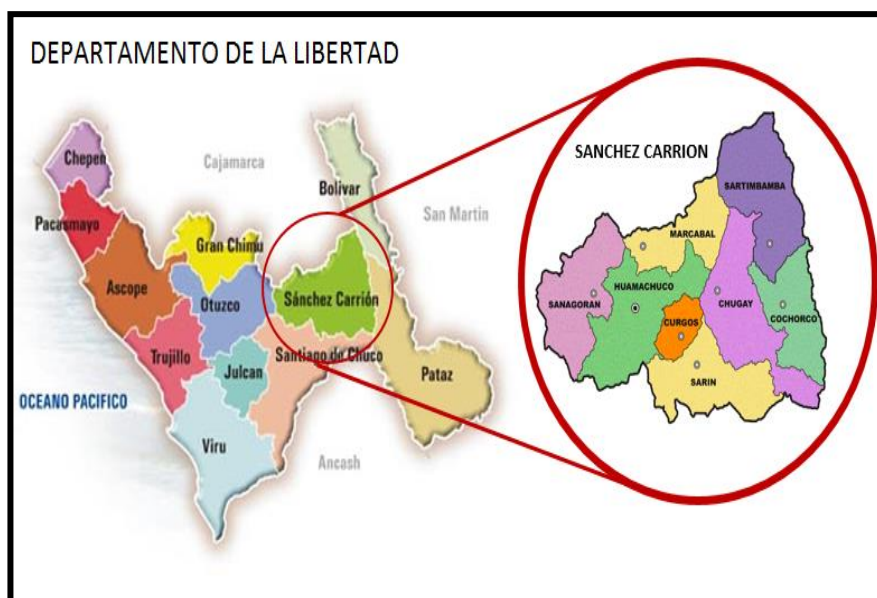 DEPARTAMENTO DE LA LIBERTAD
Chepen
Cajamarca
Bolivar
San Martin
Pacasmayo
Gran Chimu
Ascope
Otuzco
Sánchez Carrión
Trujillo
Julcan
Santiago de Chuco
Pataz
OCEANO PACIFICO
Viru
Ancash
SANCHEZ CARRION
SARTIMBAMBA
MARCABAL
HUAMACHUCO
SANAGORAN
CHUGAY
COCHORCO
CURGOS
SARIN